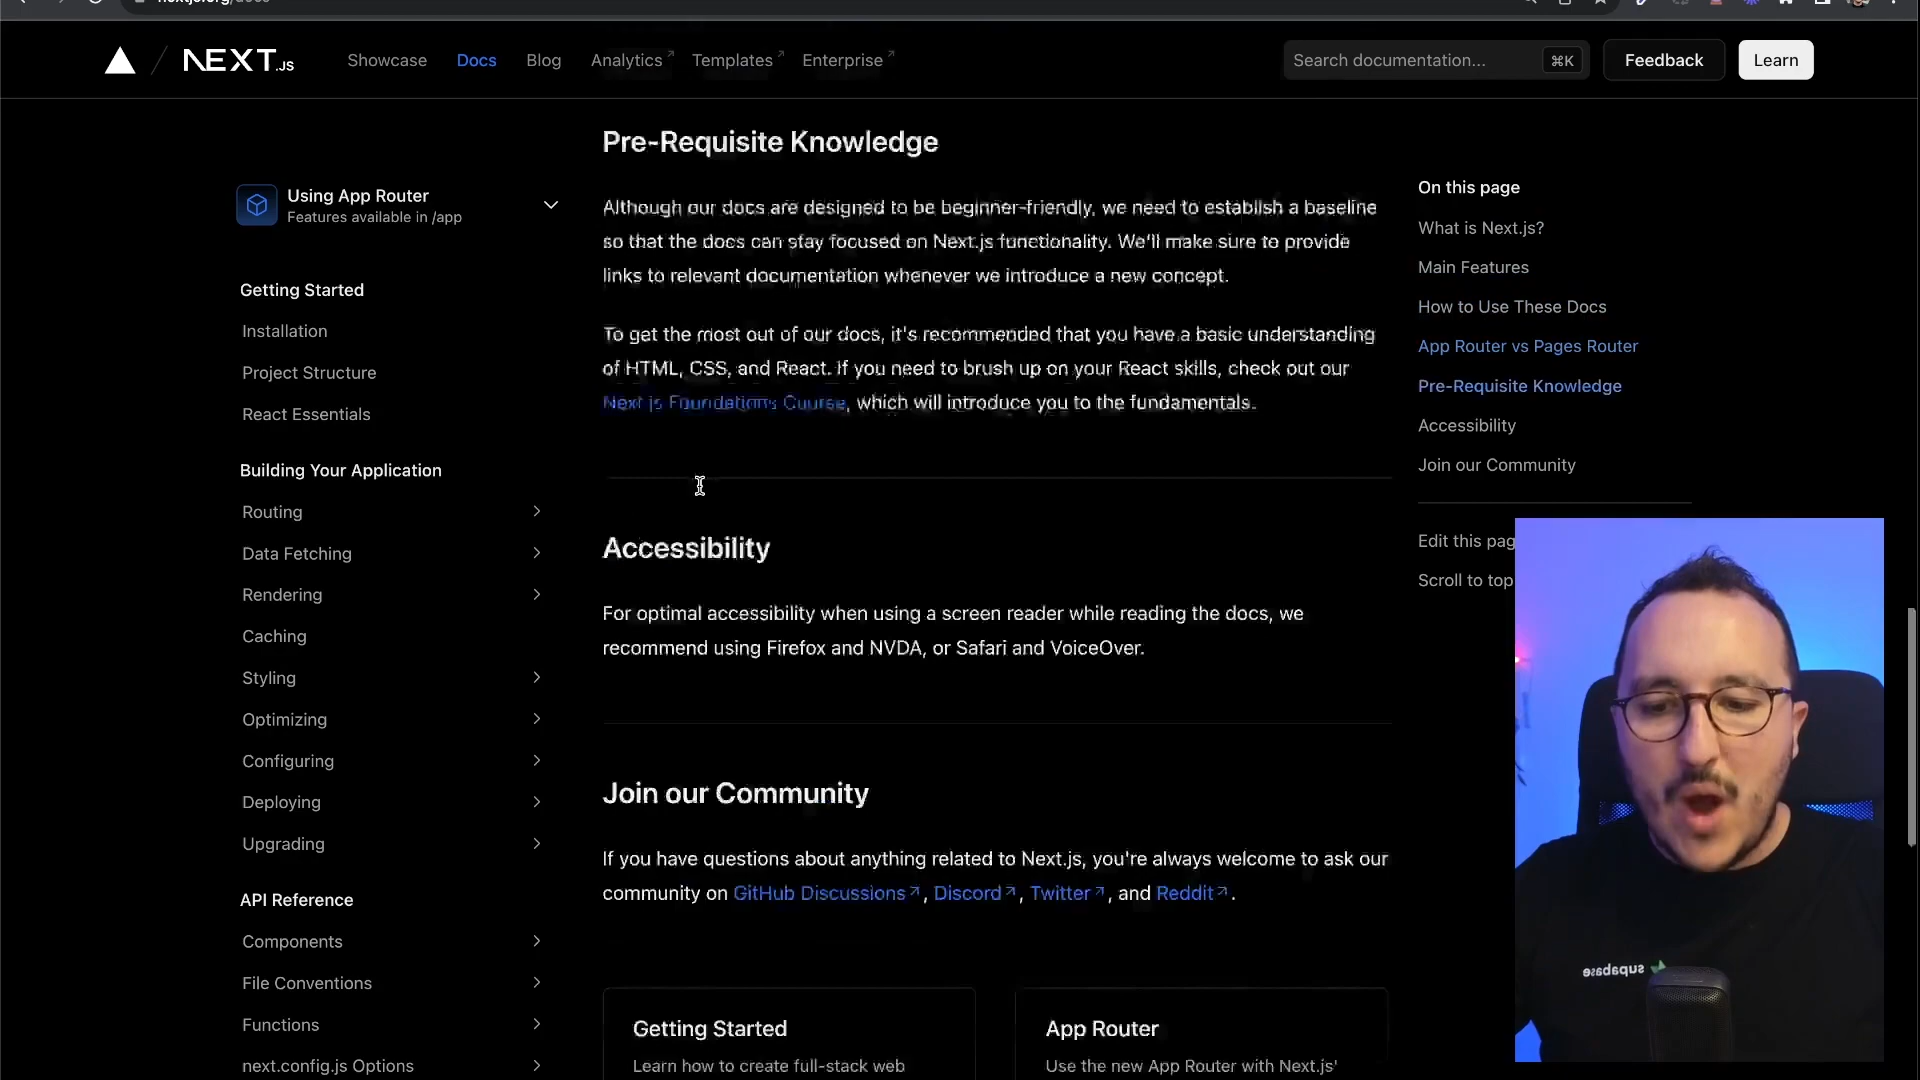 NEXT.JS
Showcase
Docs
Blog
Analytics
Templates
Enterprise
Search documentation...
⌘K
Feedback
Learn
Using App Router
Features available in /app
Getting Started
Installation
Project Structure
React Essentials
Building Your Application
Routing
Data Fetching
Rendering
Caching
Styling
Optimizing
Configuring
Deploying
Upgrading
API Reference
Components
File Conventions
Functions
next.config.js Options
Pre-Requisite Knowledge
Although our docs are designed to be beginner-friendly, we need to establish a baseline
so that the docs can stay focused on Next.js functionality. We'll make sure to provide
links to relevant documentation whenever we introduce a new concept.
To get the most out of our docs, it's recommended that you have a basic understanding
of HTML, CSS, and React. If you need to brush up on your React skills, check out our
Next.js Foundations Course, which will introduce you to the fundamentals.
Accessibility
For optimal accessibility when using a screen reader while reading the docs, we
recommend using Firefox and NVDA, or Safari and VoiceOver.
Join our Community
If you have questions about anything related to Next.js, you're always welcome to ask our
community on GitHub Discussions, Discord, Twitter, and Reddit.
Getting Started
Learn how to create full-stack web
App Router
Use the new App Router with Next.js'
On this page
What is Next.js?
Main Features
How to Use These Docs
App Router vs Pages Router
Pre-Requisite Knowledge
Accessibility
Join our Community
Edit this pag
Scroll to top
supabase